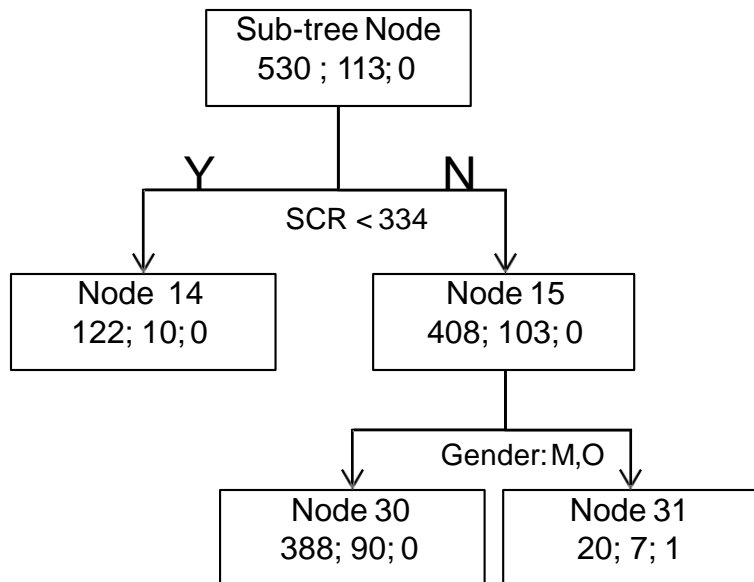 Sub-tree Node
530 ; 113; 0
Y
N
SCR < 334
Node 14
122; 10; 0
Node 15
408; 103; 0
Gender: M,O
Node 30
388; 90; 0
Node 31
20; 7; 1